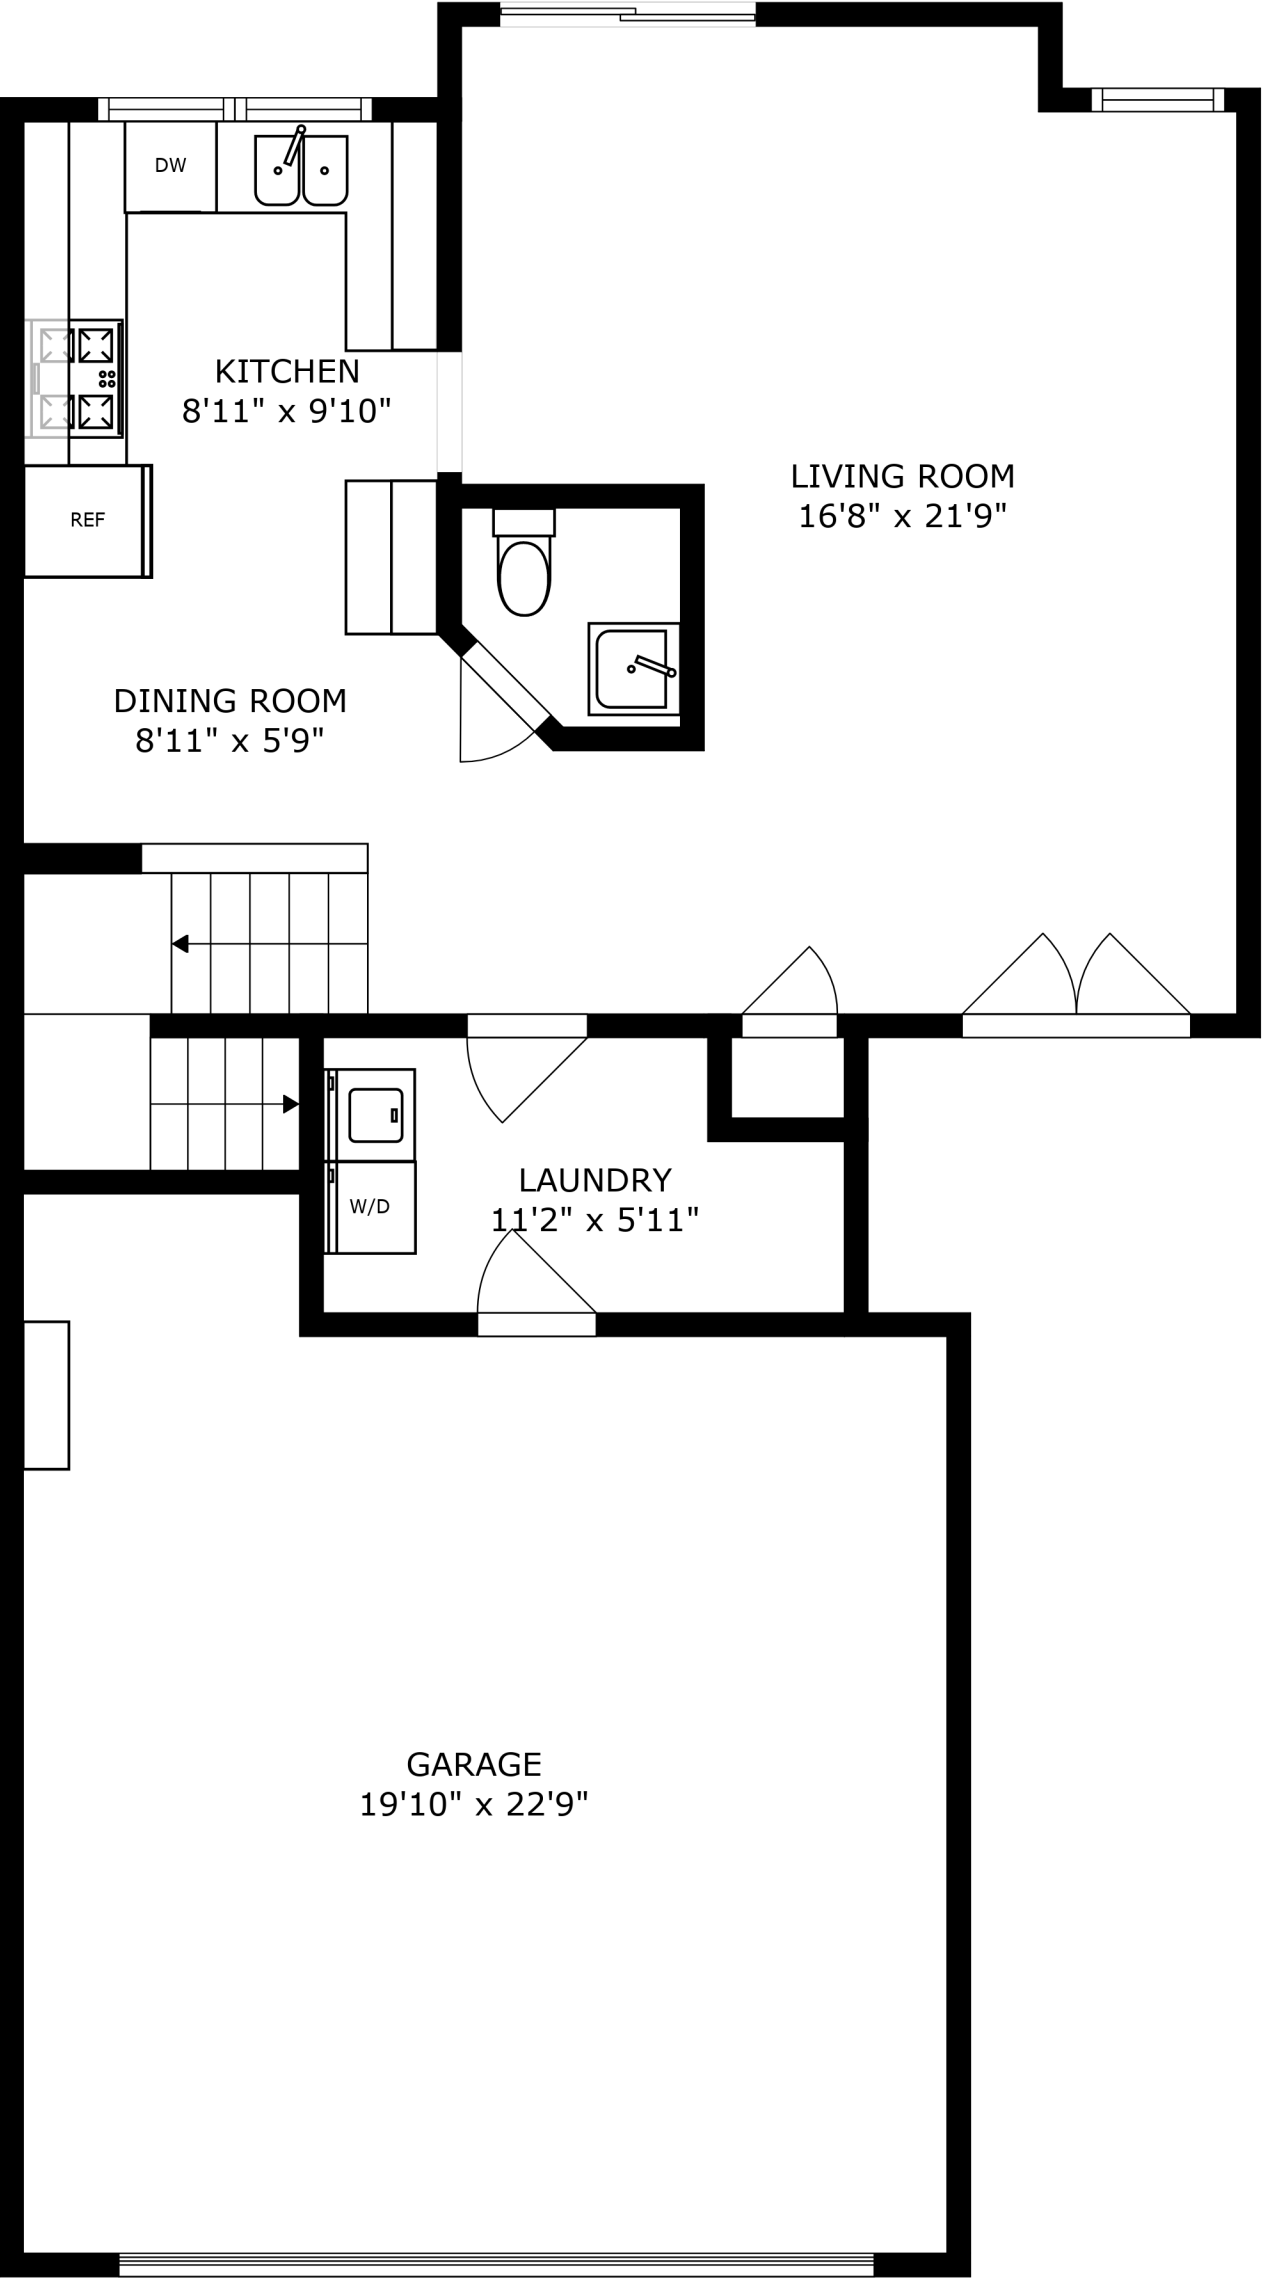 DW
KITCHEN
8'11" x 9'10"
REF
LIVING ROOM
16'8" x 21'9"
DINING ROOM
8'11" x 5'9"
LAUNDRY
11'2" x 5'11"
W/D
GARAGE
19'10" x 22'9"